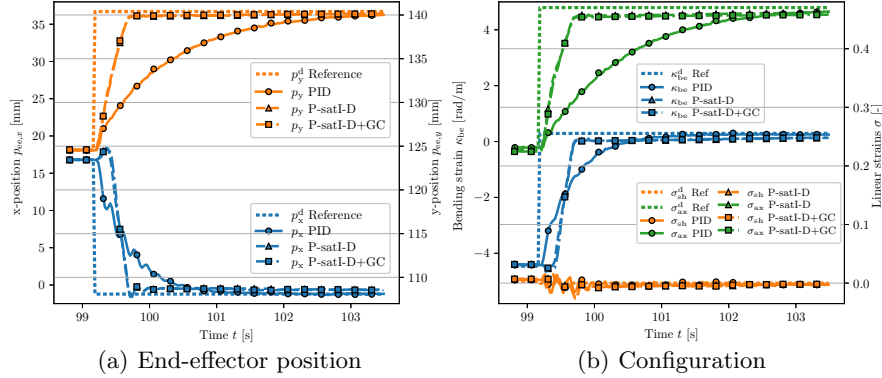 x-position p_ee,x [mm]
35
30
25
20
15
10
5
0
p_y^d Reference
p_y PID
p_y P-satI-D
p_y P-satI-D+GC
p_x^d Reference
p_x PID
p_x P-satI-D
p_x P-satI-D+GC
140
135
130
125
120
115
110
y-position p_ee,y [mm]
99 100 101 102 103
Time t [s]
(a) End-effector position
Bending strain κ_be [rad/m]
4
2
0
−2
−4
κ_be^d Ref
κ_be PID
κ_be P-satI-D
κ_be P-satI-D+GC
σ_sh^d Ref
σ_ax^d Ref
σ_sh PID
σ_ax PID
σ_sh P-satI-D
σ_ax P-satI-D
σ_sh P-satI-D+GC
σ_ax P-satI-D+GC
0.4
0.3
0.2
0.1
0.0
Linear strains σ [-]
99 100 101 102 103
Time t [s]
(b) Configuration